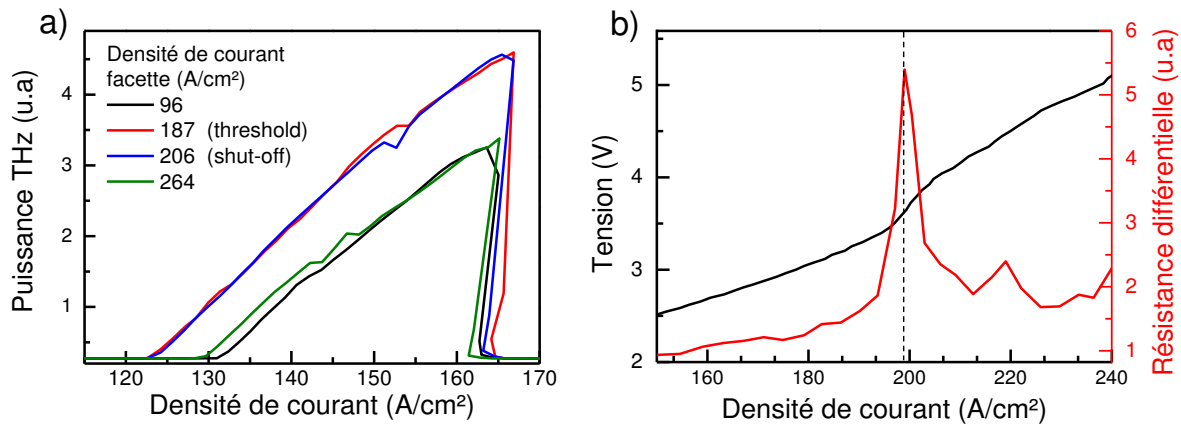 a)
Densité de courant
facette (A/cm²)
96
187 (threshold)
206 (shut-off)
264
Puissance THz (u.a)
4
3
2
1
120 130 140 150 160 170
Densité de courant (A/cm²)
b)
Tension (V)
5
4
3
2
160 180 200 220 240
Densité de courant (A/cm²)
6
5
4
3
2
1
Résistance différentielle (u.a)